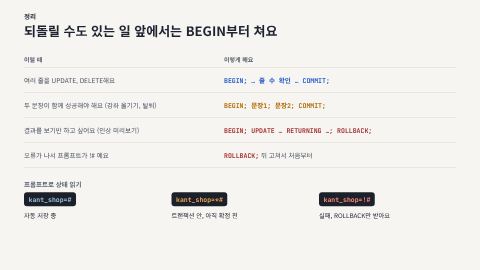 정리
되돌릴 수도 있는 일 앞에서는 BEGIN부터 쳐요
이럴 때
이렇게 해요
여러 줄을 UPDATE, DELETE해요
BEGIN; … 줄 수 확인 … COMMIT;
두 문장이 함께 성공해야 해요 (강좌 옮기기, 탈퇴)
BEGIN; 문장1; 문장2; COMMIT;
결과를 보기만 하고 싶어요 (인상 미리보기)
BEGIN; UPDATE … RETURNING …; ROLLBACK;
오류가 나서 프롬프트가 !# 예요
ROLLBACK; 뒤 고쳐서 처음부터
프롬프트로 상태 읽기
kant_shop=#
kant_shop=*#
kant_shop=!#
자동 저장 중
트랜잭션 안, 아직 확정 전
실패, ROLLBACK만 받아요